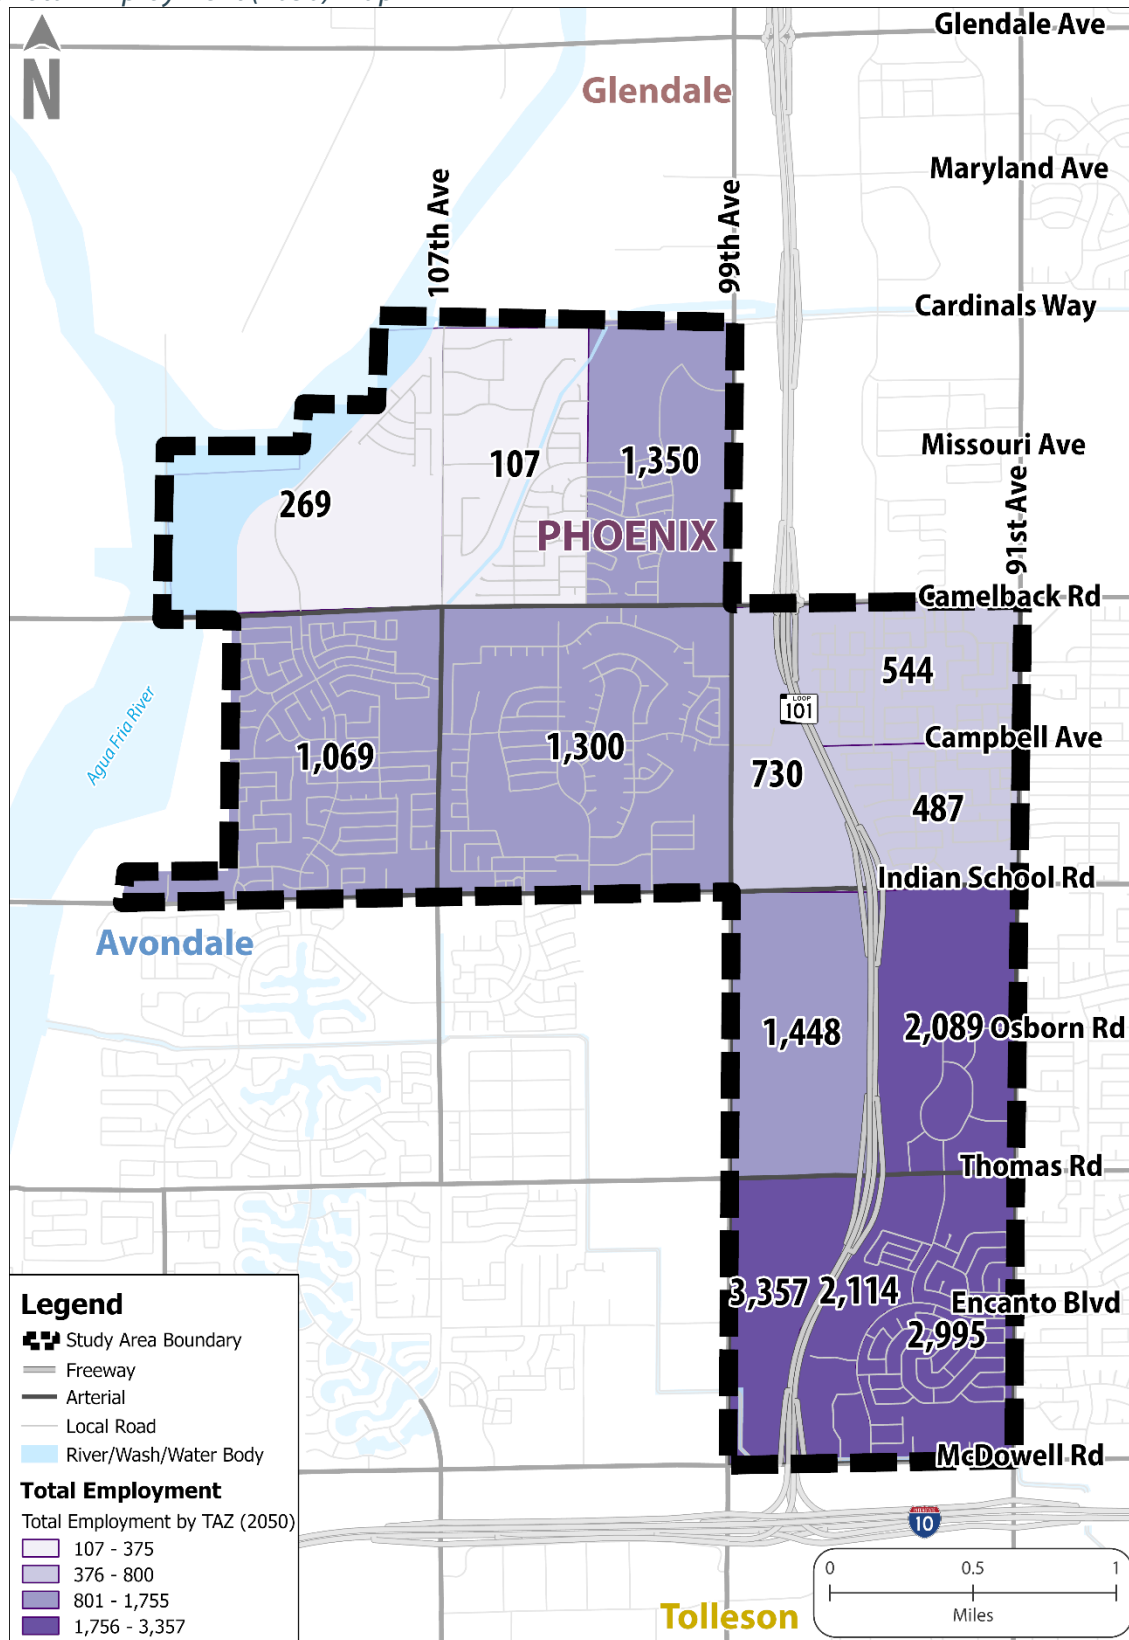 Glendale Ave
N
Glendale
Maryland Ave
107th Ave
99th Ave
Cardinals Way
Missouri Ave
107
1,350
269
PHOENIX
91st Ave
Camelback Rd
544
LOOP
101
Campbell Ave
1,069
1,300
730
487
Agua Fria River
Indian School Rd
Avondale
1,448
2,089
Osborn Rd
Thomas Rd
3,357
2,114
Encanto Blvd
2,995
McDowell Rd
10
Legend
Study Area Boundary
Freeway
Arterial
Local Road
River/Wash/Water Body
Total Employment
Total Employment by TAZ (2050)
107 - 375
376 - 800
801 - 1,755
1,756 - 3,357
0 0.5 1
Miles
Tolleson